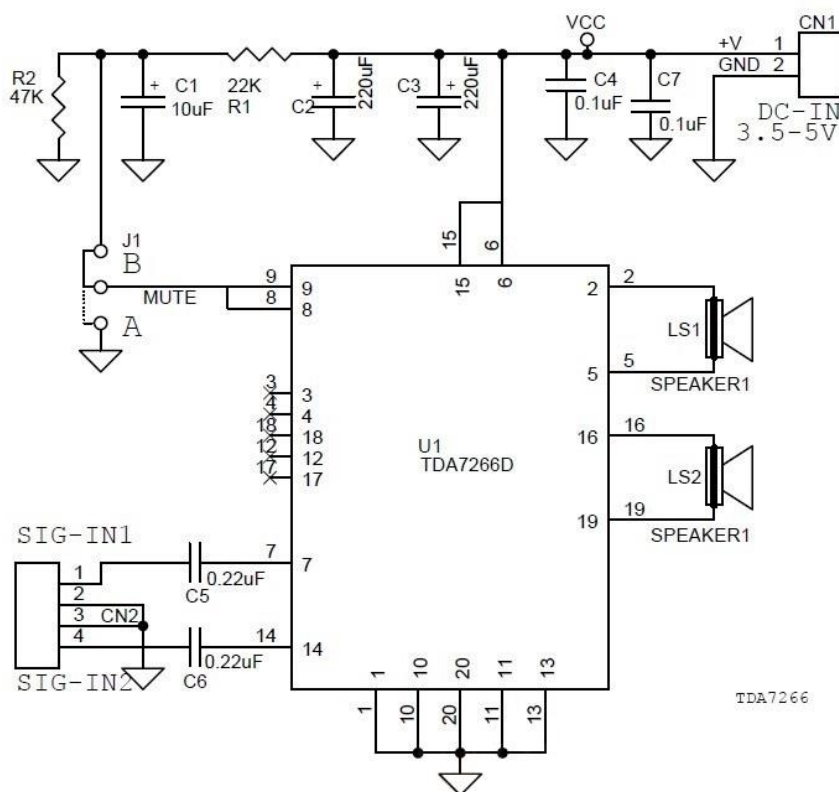 VCC
CN1
+V 1
GND 2
DC-IN
3.5-5V
R2
47K
+ C1
10uF
22K
R1
+
C2
220uF
C3
+
220uF
C4
0.1uF
C7
0.1uF
J1
B
MUTE
A
9 9
8 8
15 6
15 6
2 2
LS1
5 5
SPEAKER1
3 3
4 4
18 18
12 12
17 17
U1
TDA7266D
16 16
LS2
19 19
SPEAKER1
SIG-IN1
1
2
3 CN2
4
SIG-IN2
0.22uF
C5
7 7
0.22uF
C6
14 14
1 10 20 11 13
1 10 20 11 13
TDA7266